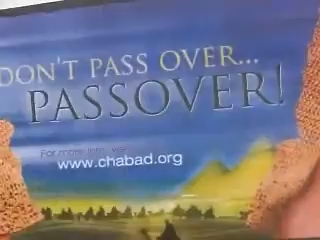 DON'T PASS OVER...
PASSOVER!
For more info, visit
www.chabad.org